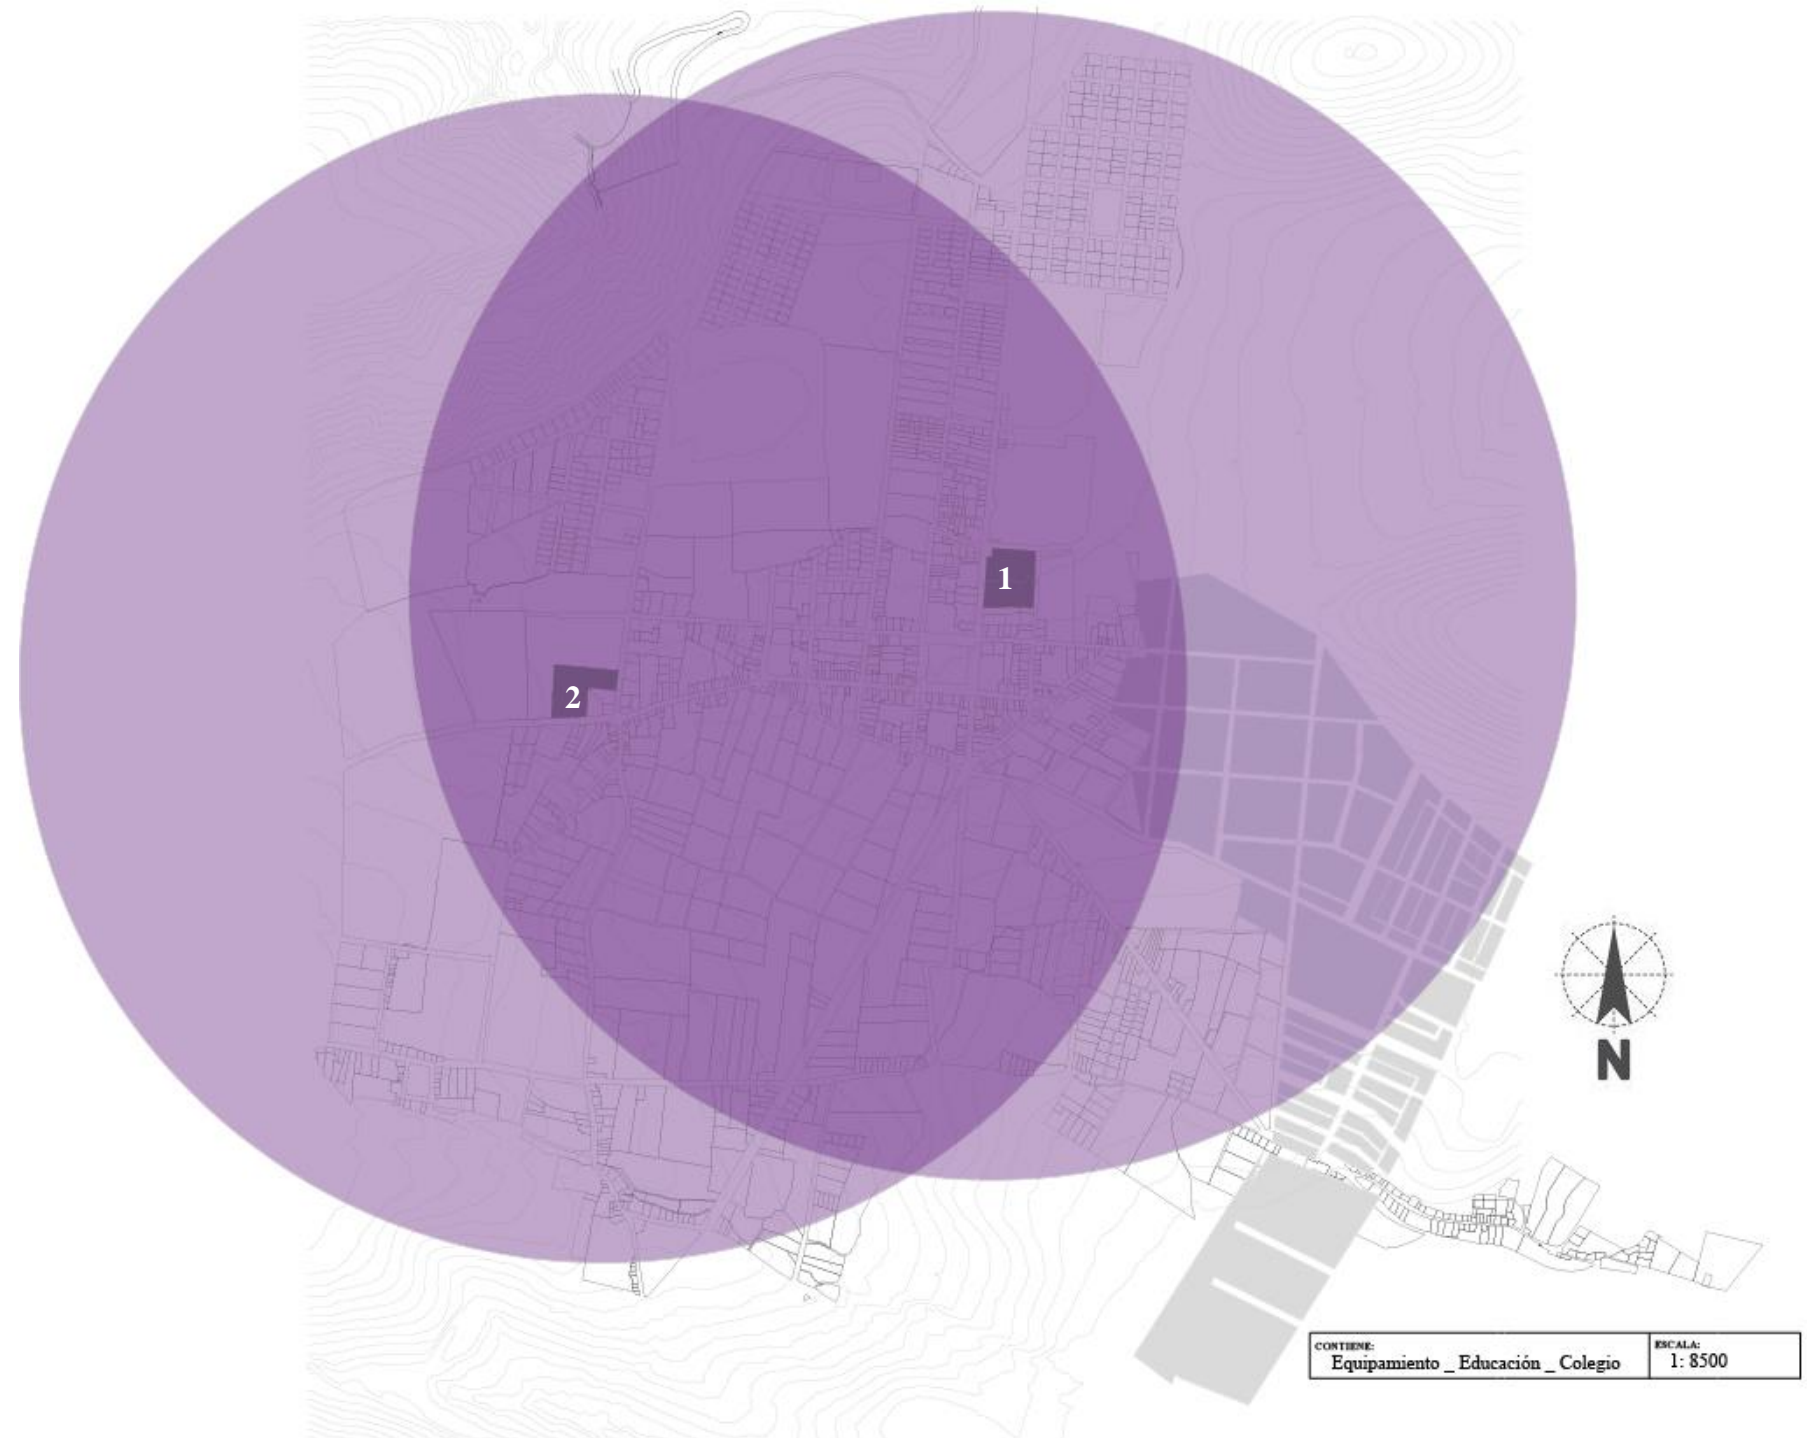 1
2
N
CONTIENE:
Equipamiento _ Educación _ Colegio
ESCALA:
1: 8500